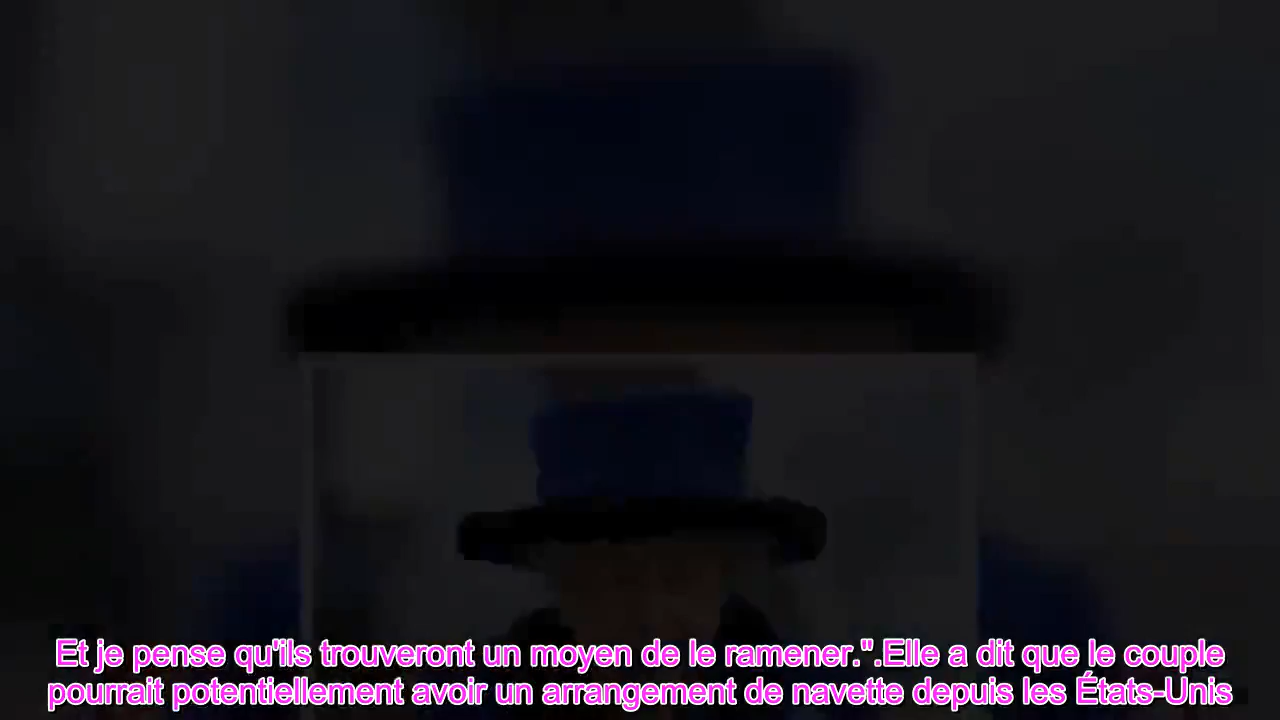 Et je pense qu'ils trouveront un moyen de le ramener.".Elle a dit que le couple
pourrait potentiellement avoir un arrangement de navette depuis les États-Unis